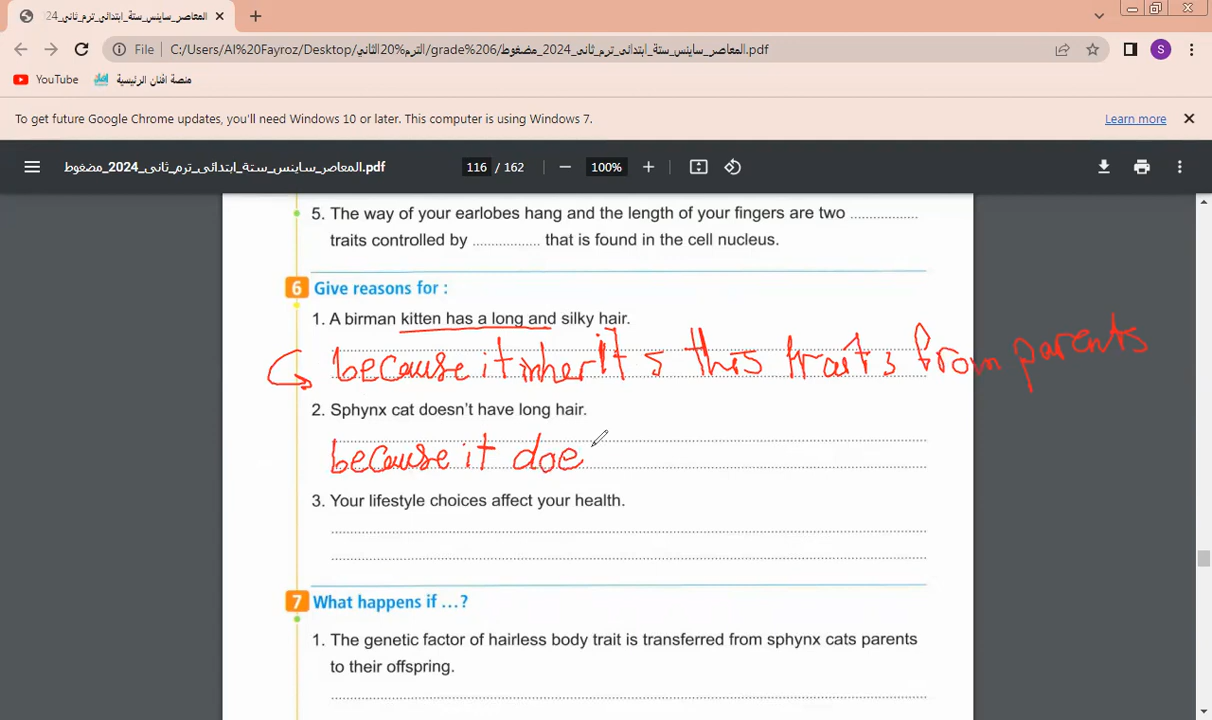 المعاصر_ساينس_ستة_ابتدائي_ترم_ثاني_24
File C:/Users/Al%20Fayroz/Desktop/الترم%20الثاني/grade%206/المعاصر_ساينس_ستة_ابتدائى_ترم_ثانى_2024_مضغوط.pdf
S
YouTube منصة افنان الرئيسية
To get future Google Chrome updates, you'll need Windows 10 or later. This computer is using Windows 7. Learn more
المعاصر_ساينس_ستة_ابتدائى_ترم_ثانى_2024_مضغوط.pdf 116 / 162 100%
5. The way of your earlobes hang and the length of your fingers are two .................
traits controlled by ................. that is found in the cell nucleus.
6 Give reasons for :
1. A birman kitten has a long and silky hair.
because it inherits this traits from parents
2. Sphynx cat doesn't have long hair.
because it doe
3. Your lifestyle choices affect your health.
7 What happens if ...?
1. The genetic factor of hairless body trait is transferred from sphynx cats parents
to their offspring.